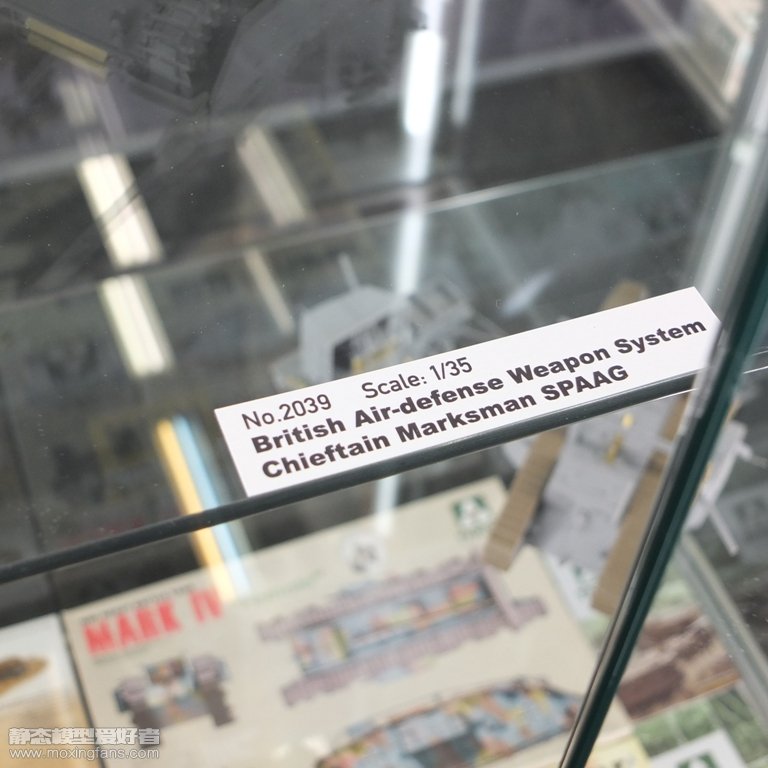 No.2039 Scale: 1/35
British Air-defense Weapon System
Chieftain Marksman SPAAG
MARK IV
静态模型爱好者
www.moxingfans.com